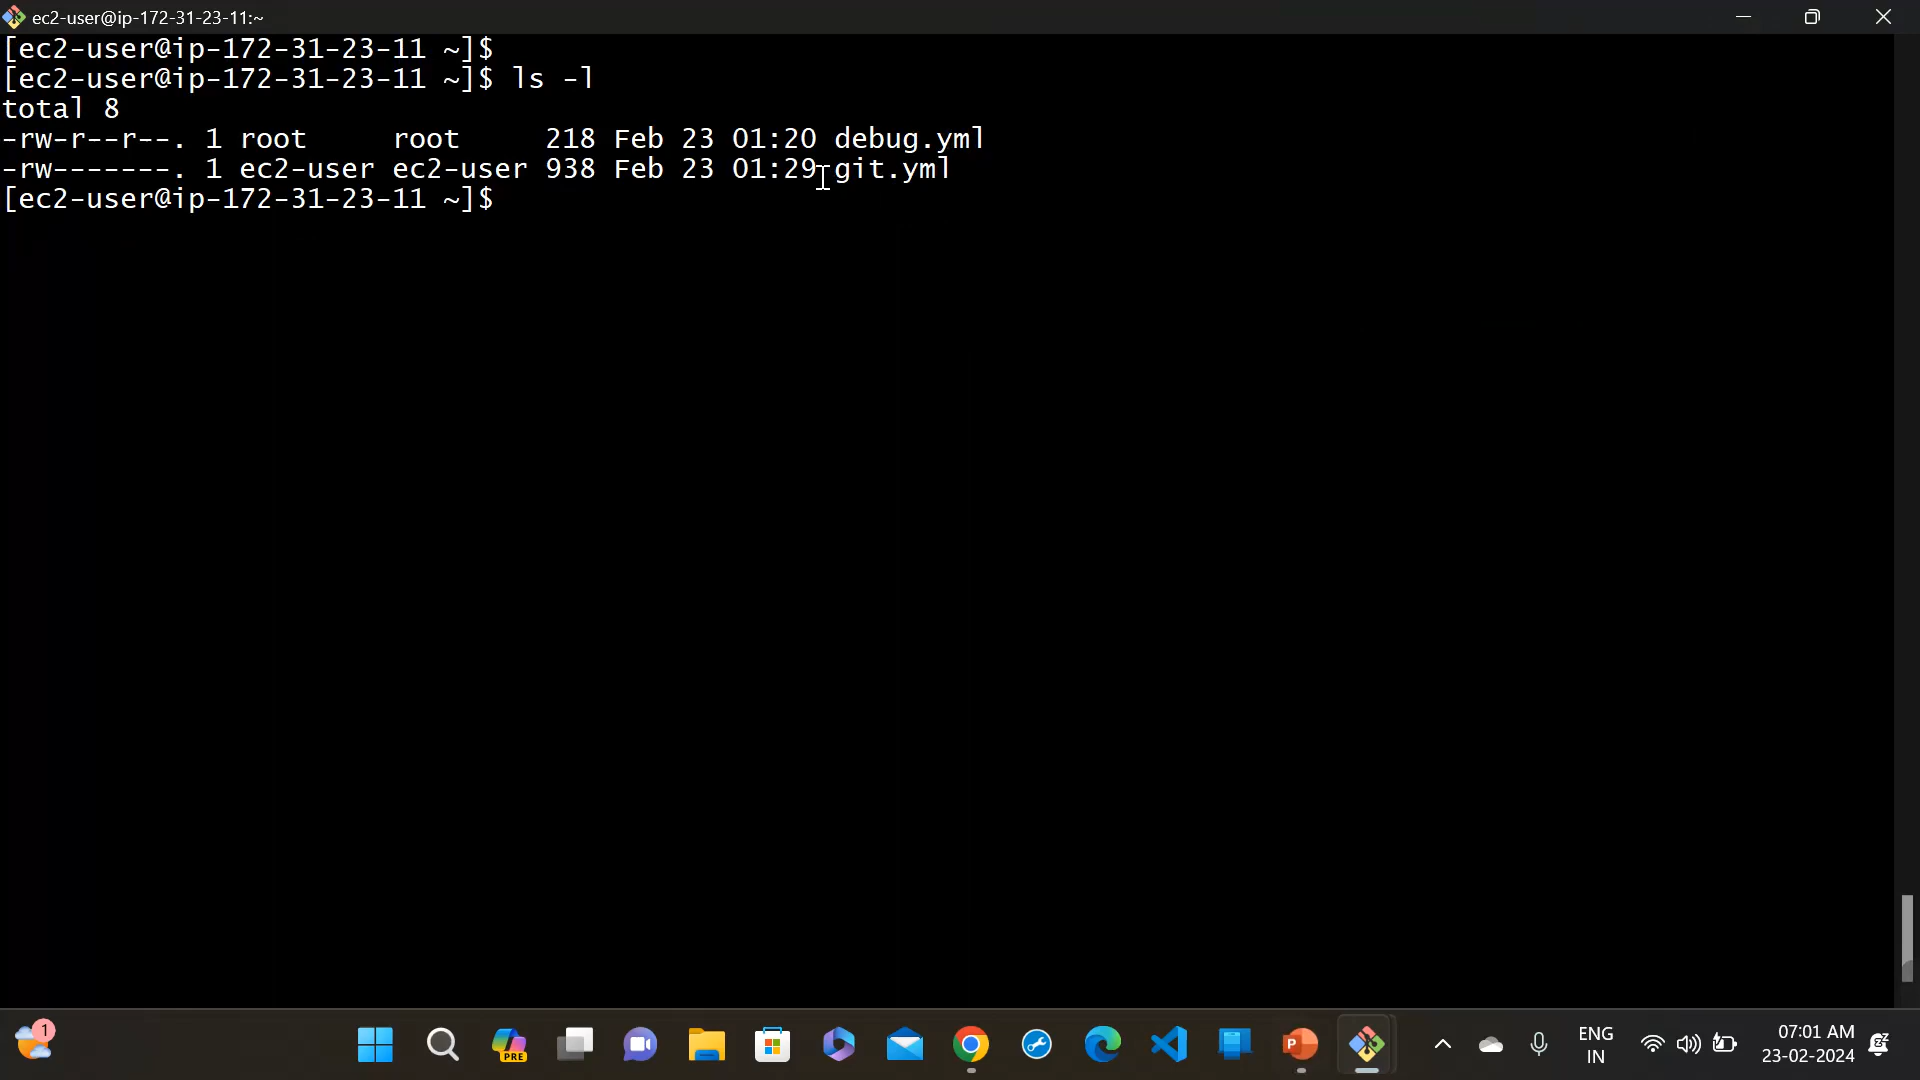 ec2-user@ip-172-31-23-11:~
[ec2-user@ip-172-31-23-11 ~]$
[ec2-user@ip-172-31-23-11 ~]$ ls -l
total 8
-rw-r--r--. 1 root     root     218 Feb 23 01:20 debug.yml
-rw-------. 1 ec2-user ec2-user 938 Feb 23 01:29 git.yml
[ec2-user@ip-172-31-23-11 ~]$
1
PRE
P
ENG
IN
07:01 AM
23-02-2024